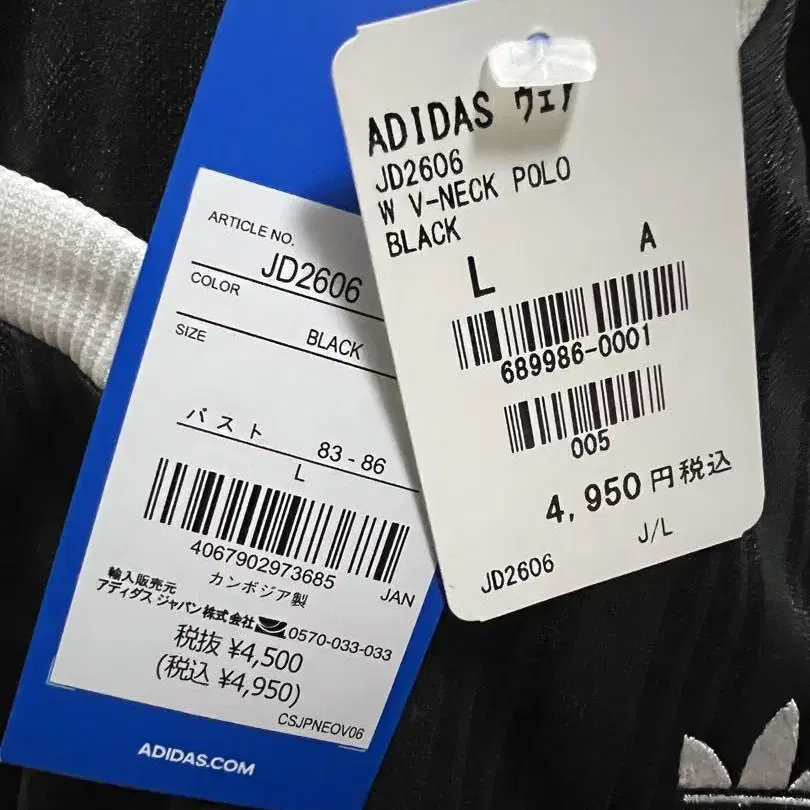 ARTICLE NO.
JD2606
COLOR
BLACK
SIZE
バスト 83-86
L
4067902973685
カンボジア製 JAN
輸入販売元
アディダス ジャパン株式会社 0570-033-033
税抜 ¥4,500
(税込 ¥4,950)
CSJPNEOV06
ADIDAS.COM
ADIDAS ウェア
JD2606
W V-NECK POLO
BLACK
L A
689986-0001
005
4,950円税込
J/L
JD2606